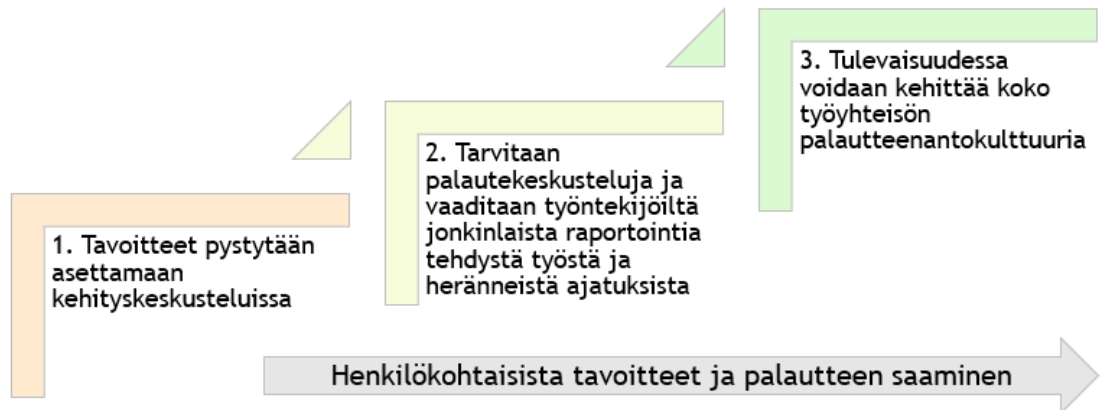 1. Tavoitteet pystytään
asettamaan
kehityskeskusteluissa
2. Tarvitaan
palautekeskusteluja ja
vaaditaan työntekijöiltä
jonkinlaista raportointia
tehdystä työstä ja
heränneistä ajatuksista
3. Tulevaisuudessa
voidaan kehittää koko
työyhteisön
palautteenantokulttuuria
Henkilökohtaisista tavoitteet ja palautteen saaminen